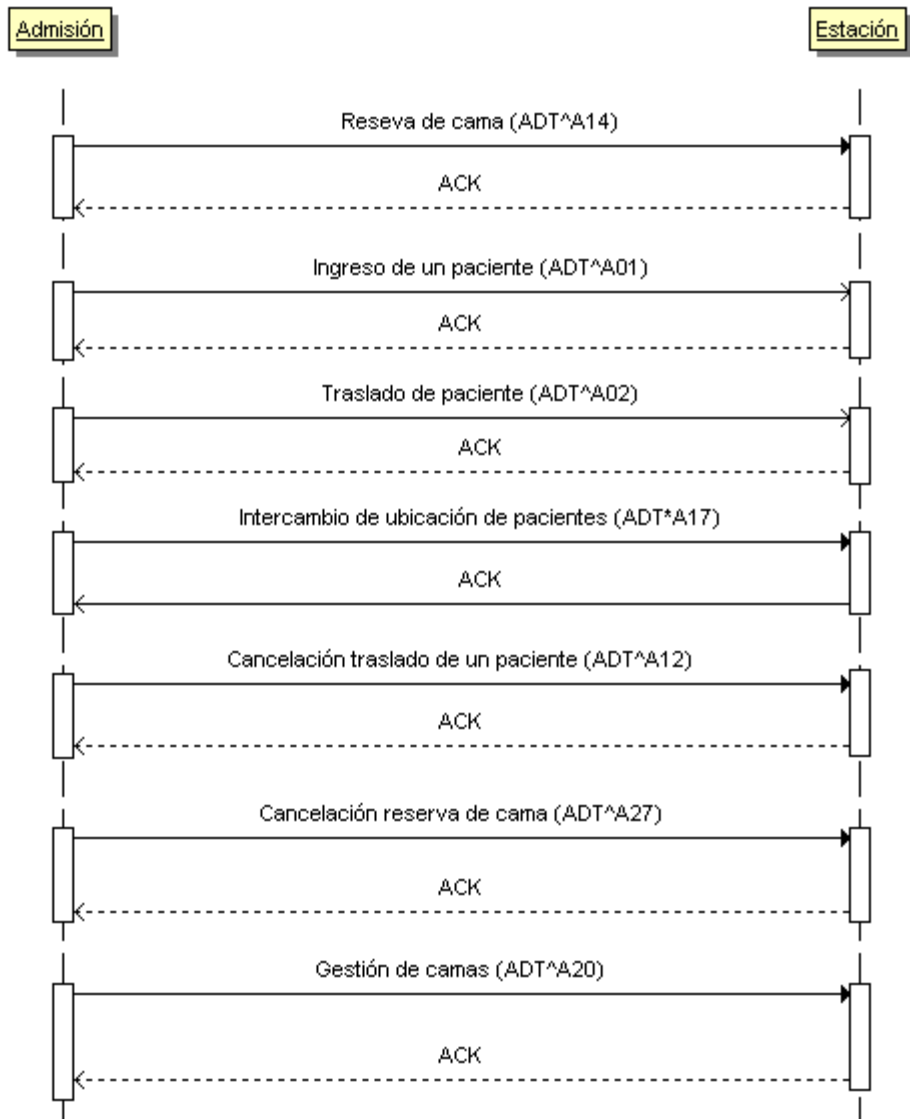 Admisión
Estación
Reseva de cama (ADT^A14)
ACK
Ingreso de un paciente (ADT^A01)
ACK
Traslado de paciente (ADT^A02)
ACK
Intercambio de ubicación de pacientes (ADT*A17)
ACK
Cancelación traslado de un paciente (ADT^A12)
ACK
Cancelación reserva de cama (ADT^A27)
ACK
Gestión de camas (ADT^A20)
ACK